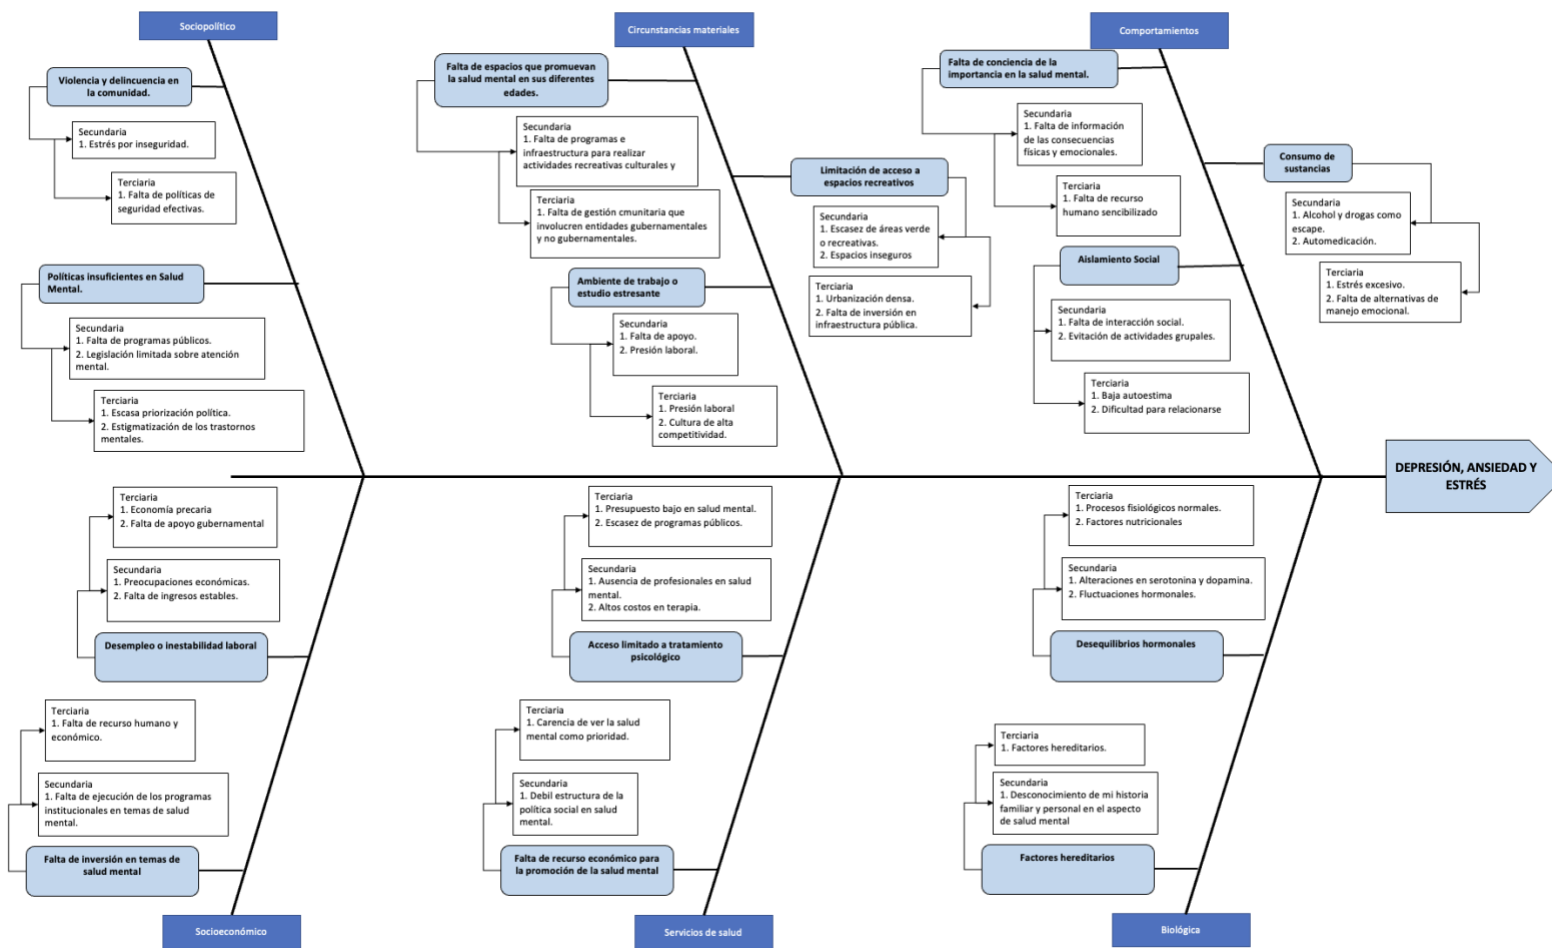 Sociopolítico
Violencia y delincuencia en
la comunidad.
Secundaria
1. Estrés por inseguridad.
Terciaria
1. Falta de políticas de
seguridad efectivas.
Políticas insuficientes en Salud
Mental.
Secundaria
1. Falta de programas públicos.
2. Legislación limitada sobre atención
mental.
Terciaria
1. Escasa priorización política.
2. Estigmatización de los trastornos
mentales.
Circunstancias materiales
Falta de espacios que promuevan
la salud mental en sus diferentes
edades.
Secundaria
1. Falta de programas e
infraestructura para realizar
actividades recreativas culturales y
Terciaria
1. Falta de gestión cmunitaria que
involucren entidades gubernamentales
y no gubernamentales.
Limitación de acceso a
espacios recreativos
Secundaria
1. Escasez de áreas verde
o recreativas.
2. Espacios inseguros
Terciaria
1. Urbanización densa.
2. Falta de inversión en
infraestructura pública.
Ambiente de trabajo o
estudio estresante
Secundaria
1. Falta de apoyo.
2. Presión laboral.
Terciaria
1. Presión laboral
2. Cultura de alta
competitividad.
Comportamientos
Falta de conciencia de la
importancia en la salud mental.
Secundaria
1. Falta de información
de las consecuencias
físicas y emocionales.
Terciaria
1. Falta de recurso
humano sencibilizado
Consumo de
sustancias
Secundaria
1. Alcohol y drogas como
escape.
2. Automedicación.
Terciaria
1. Estrés excesivo.
2. Falta de alternativas de
manejo emocional.
Aislamiento Social
Secundaria
1. Falta de interacción social.
2. Evitación de actividades grupales.
Terciaria
1. Baja autoestima
2. Dificultad para relacionarse
DEPRESIÓN, ANSIEDAD Y
ESTRÉS
Terciaria
1. Economía precaria
2. Falta de apoyo gubernamental
Secundaria
1. Preocupaciones económicas.
2. Falta de ingresos estables.
Desempleo o inestabilidad laboral
Terciaria
1. Falta de recurso humano y
económico.
Secundaria
1. Falta de ejecución de los programas
institucionales en temas de salud
mental.
Falta de inversión en temas de
salud mental
Socioeconómico
Terciaria
1. Presupuesto bajo en salud mental.
2. Escasez de programas públicos.
Secundaria
1. Ausencia de profesionales en salud
mental.
2. Altos costos en terapia.
Acceso limitado a tratamiento
psicológico
Terciaria
1. Carencia de ver la salud
mental como prioridad.
Secundaria
1. Debil estructura de la
política social en salud
mental.
Falta de recurso económico para
la promoción de la salud mental
Servicios de salud
Terciaria
1. Procesos fisiológicos normales.
2. Factores nutricionales
Secundaria
1. Alteraciones en serotonina y dopamina.
2. Fluctuaciones hormonales.
Desequilibrios hormonales
Terciaria
1. Factores hereditarios.
Secundaria
1. Desconocimiento de mi historia
familiar y personal en el aspecto
de salud mental
Factores hereditarios
Biológica